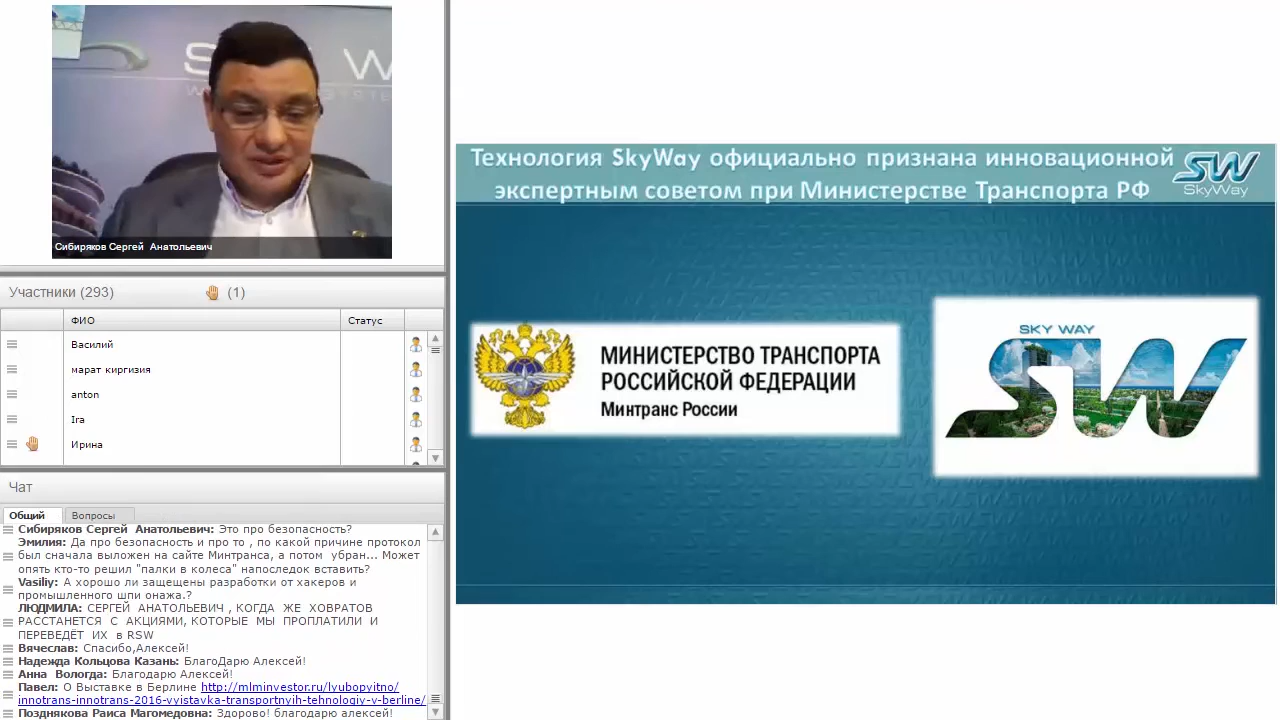 SKY W
Сибиряков Сергей Анатольевич
Участники (293)
(1)
ФИО
Статус
Василий
марат киргизия
anton
Ira
Ирина
Чат
Общий
Вопросы
Сибиряков Сергей Анатольевич: Это про безопасность?
Эмилия: Да про безопасность и про то , по какой причине протокол
был сначала выложен на сайте Минтранса, а потом убран... Может
опять кто-то решил "палки в колеса" напоследок вставить?
Vasiliy: А хорошо ли защещены разработки от хакеров и
промышленного шпи онажа.?
ЛЮДМИЛА: СЕРГЕЙ АНАТОЛЬЕВИЧ , КОГДА ЖЕ ХОВРАТОВ
РАССТАНЕТСЯ С АКЦИЯМИ, КОТОРЫЕ МЫ ПРОПЛАТИЛИ И
ПЕРЕВЕДЁТ ИХ в RSW
Вячеслав: Спасибо,Алексей!
Надежда Кольцова Казань: БлагоДарю Алексей!
Анна Вологда: Благодарю Алексей!
Павел: О Выставке в Берлине http://mlminvestor.ru/lyubopvitno/
innotrans-innotrans-2016-vyistavka-transportnyih-tehnologiy-v-berline/
Позднякова Раиса Магомедовна: Здорово! благодарю алексей!
Технология SkyWay официально признана инновационной
экспертным советом при Министерстве Транспорта РФ
SW
SkyWay
МИНИСТЕРСТВО ТРАНСПОРТА
РОССИЙСКОЙ ФЕДЕРАЦИИ
Минтранс России
SKY WAY
SW